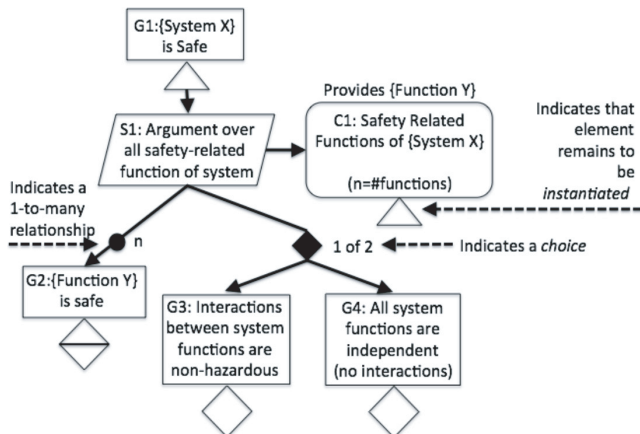 G1:{System X}
is Safe
Provides {Function Y}
S1: Argument over
all safety-related
function of system
C1: Safety Related
Functions of {System X}
(n=#functions)
Indicates that
element
remains to
be
instantiated
Indicates a
1-to-many
relationship
n
1 of 2
Indicates a choice
G2:{Function Y}
is safe
G3: Interactions
between system
functions are
non-hazardous
G4: All system
functions are
independent
(no interactions)